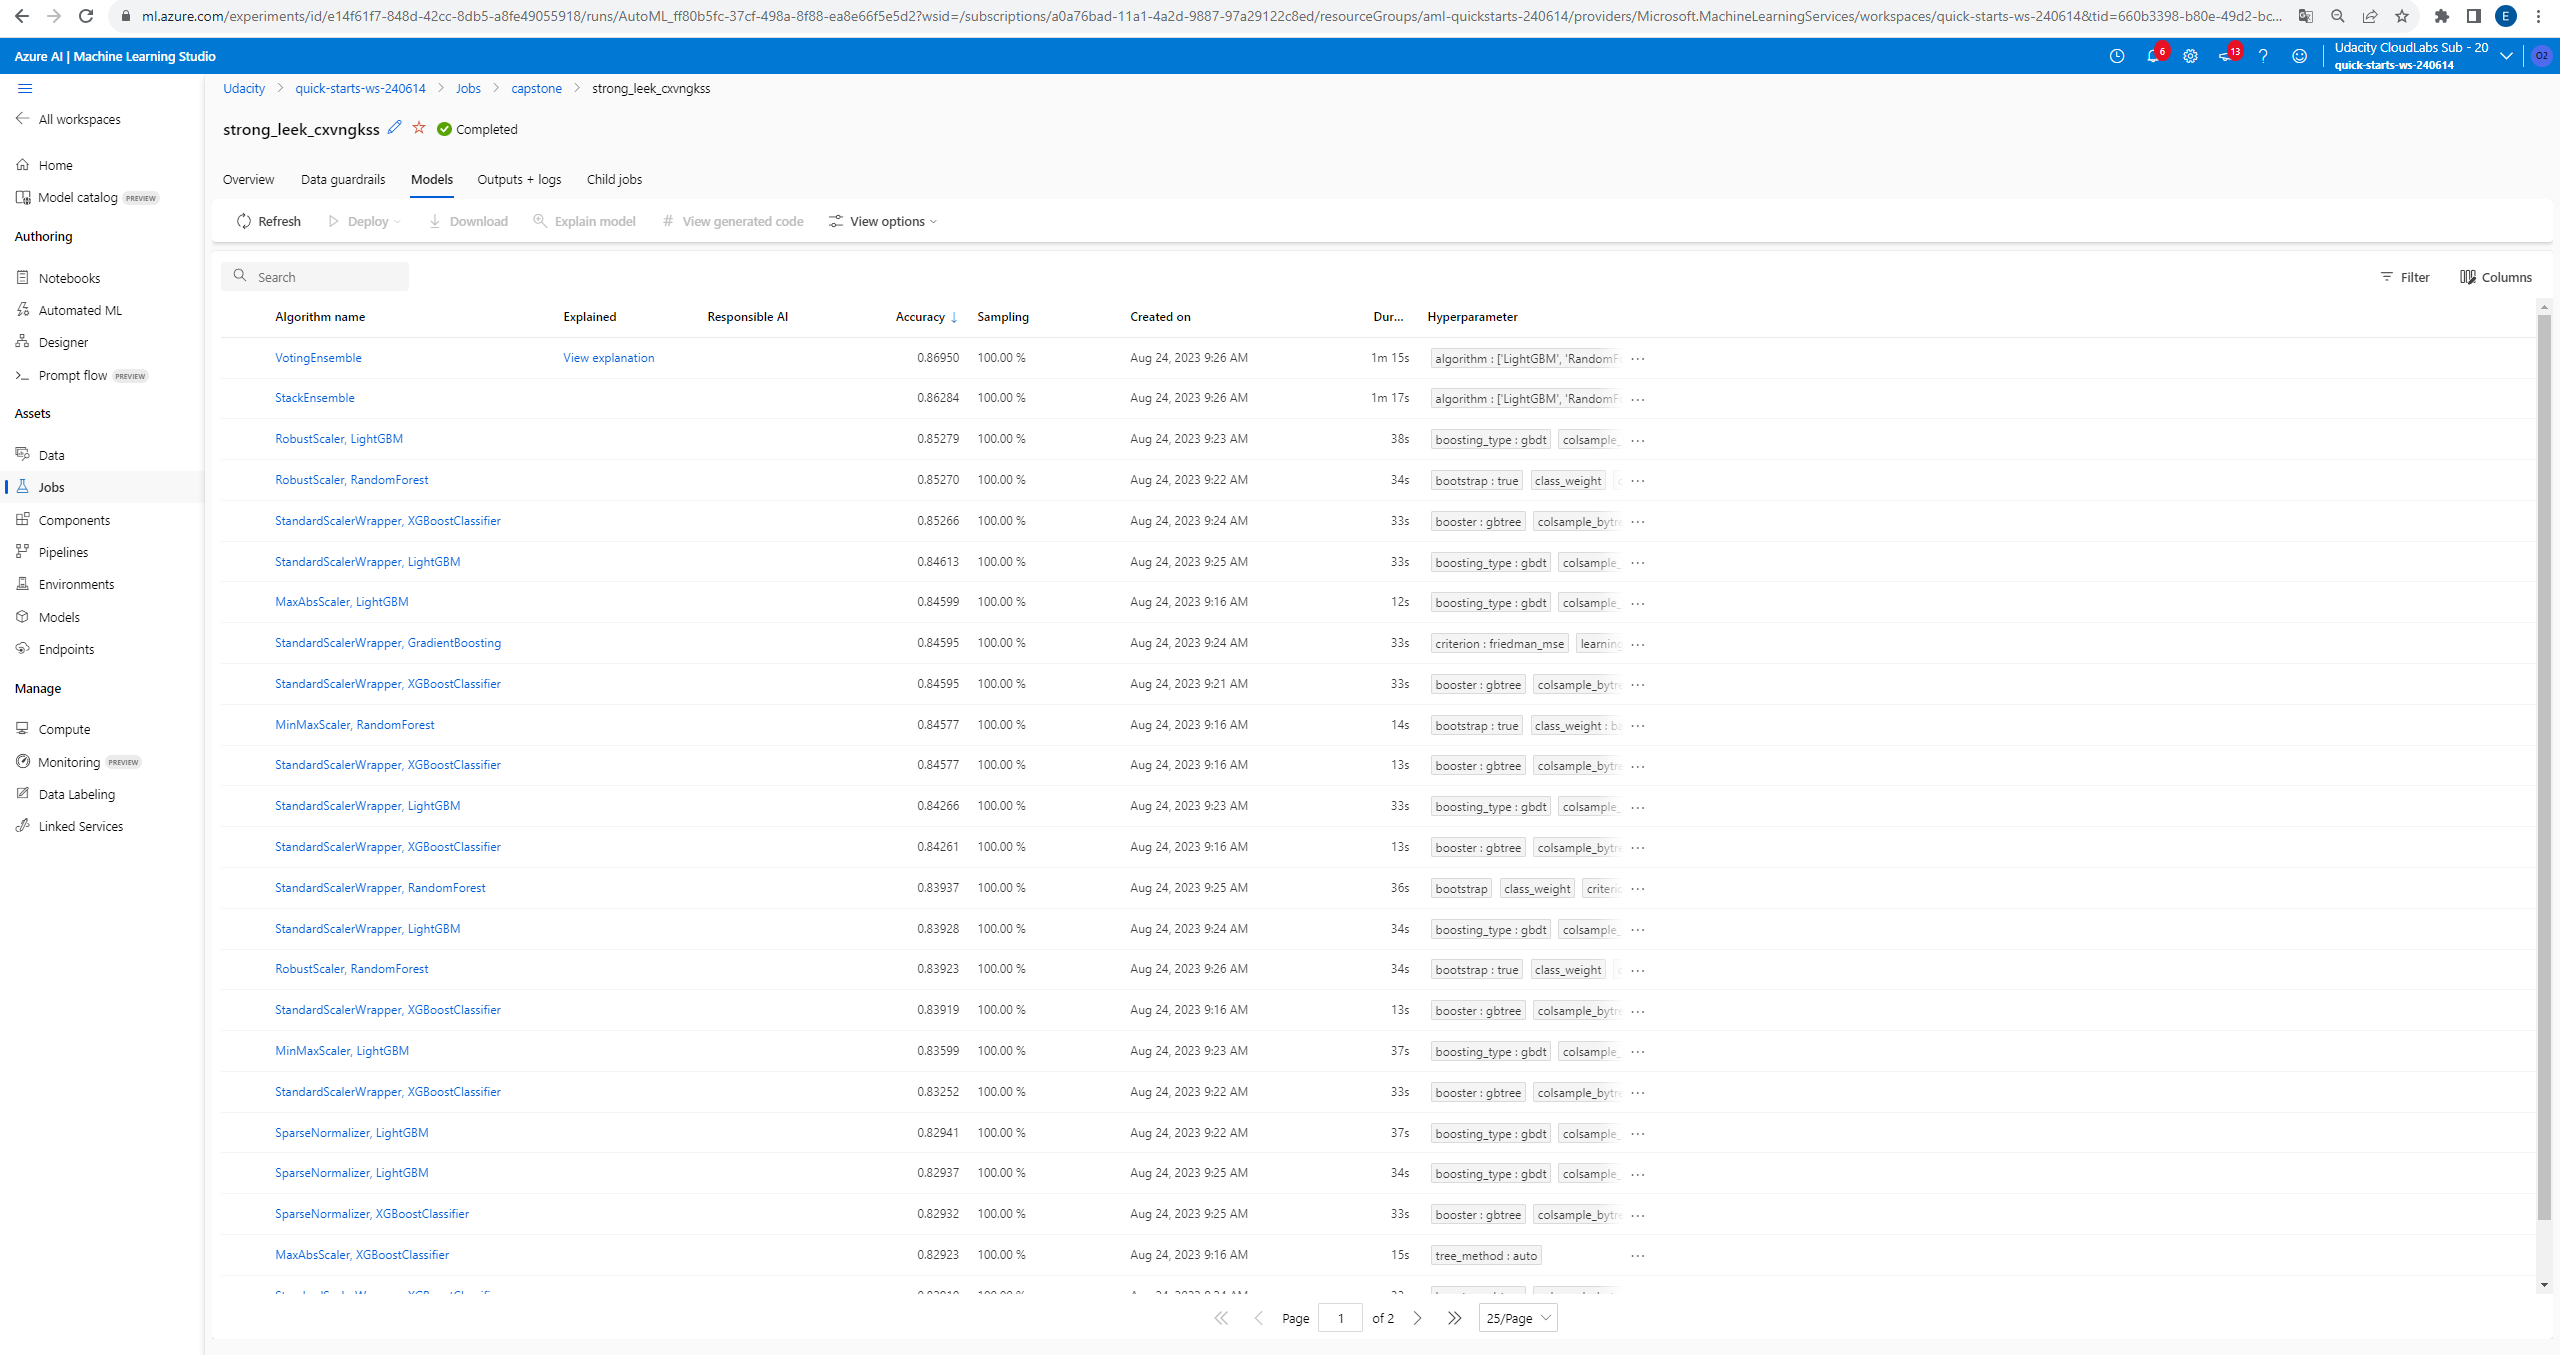 ml.azure.com/experiments/id/e14f61f7-848d-42cc-8db5-a8fe49055918/runs/AutoML_ff80b5fc-37cf-498a-8f88-ea8e66f5e5d2?wsid=/subscriptions/a0a76bad-11a1-4a2d-9887-97a29122c8ed/resourceGroups/aml-quickstarts-240614/providers/Microsoft.MachineLearningServices/workspaces/quick-starts-ws-240614&tid=660b3398-b80e-49d2-bc... E
Azure AI | Machine Learning Studio 6 13 ? Udacity CloudLabs Sub - 20 O2
quick-starts-ws-240614
Udacity > quick-starts-ws-240614 > Jobs > capstone > strong_leek_cxvngkss
All workspaces
strong_leek_cxvngkss Completed
Home
Model catalog PREVIEW
Authoring
Notebooks
Automated ML
Designer
Prompt flow PREVIEW
Assets
Data
Jobs
Components
Pipelines
Environments
Models
Endpoints
Manage
Compute
Monitoring PREVIEW
Data Labeling
Linked Services
Overview Data guardrails Models Outputs + logs Child jobs
Refresh Deploy Download Explain model # View generated code View options
Search Filter Columns
Algorithm name Explained Responsible AI Accuracy ↓ Sampling Created on Dur... Hyperparameter
VotingEnsemble View explanation 0.86950 100.00 % Aug 24, 2023 9:26 AM 1m 15s algorithm : ['LightGBM', 'RandomF ...
StackEnsemble 0.86284 100.00 % Aug 24, 2023 9:26 AM 1m 17s algorithm : ['LightGBM', 'RandomF ...
RobustScaler, LightGBM 0.85279 100.00 % Aug 24, 2023 9:23 AM 38s boosting_type : gbdt colsample_ ...
RobustScaler, RandomForest 0.85270 100.00 % Aug 24, 2023 9:22 AM 34s bootstrap : true class_weight c ...
StandardScalerWrapper, XGBoostClassifier 0.85266 100.00 % Aug 24, 2023 9:24 AM 33s booster : gbtree colsample_bytre ...
StandardScalerWrapper, LightGBM 0.84613 100.00 % Aug 24, 2023 9:25 AM 33s boosting_type : gbdt colsample_ ...
MaxAbsScaler, LightGBM 0.84599 100.00 % Aug 24, 2023 9:16 AM 12s boosting_type : gbdt colsample_ ...
StandardScalerWrapper, GradientBoosting 0.84595 100.00 % Aug 24, 2023 9:24 AM 33s criterion : friedman_mse learning ...
StandardScalerWrapper, XGBoostClassifier 0.84595 100.00 % Aug 24, 2023 9:21 AM 33s booster : gbtree colsample_bytre ...
MinMaxScaler, RandomForest 0.84577 100.00 % Aug 24, 2023 9:16 AM 14s bootstrap : true class_weight : ba ...
StandardScalerWrapper, XGBoostClassifier 0.84577 100.00 % Aug 24, 2023 9:16 AM 13s booster : gbtree colsample_bytre ...
StandardScalerWrapper, LightGBM 0.84266 100.00 % Aug 24, 2023 9:23 AM 33s boosting_type : gbdt colsample_ ...
StandardScalerWrapper, XGBoostClassifier 0.84261 100.00 % Aug 24, 2023 9:16 AM 13s booster : gbtree colsample_bytre ...
StandardScalerWrapper, RandomForest 0.83937 100.00 % Aug 24, 2023 9:25 AM 36s bootstrap class_weight criteric ...
StandardScalerWrapper, LightGBM 0.83928 100.00 % Aug 24, 2023 9:24 AM 34s boosting_type : gbdt colsample_ ...
RobustScaler, RandomForest 0.83923 100.00 % Aug 24, 2023 9:26 AM 34s bootstrap : true class_weight c ...
StandardScalerWrapper, XGBoostClassifier 0.83919 100.00 % Aug 24, 2023 9:16 AM 13s booster : gbtree colsample_bytre ...
MinMaxScaler, LightGBM 0.83599 100.00 % Aug 24, 2023 9:23 AM 37s boosting_type : gbdt colsample_ ...
StandardScalerWrapper, XGBoostClassifier 0.83252 100.00 % Aug 24, 2023 9:22 AM 33s booster : gbtree colsample_bytre ...
SparseNormalizer, LightGBM 0.82941 100.00 % Aug 24, 2023 9:22 AM 37s boosting_type : gbdt colsample_ ...
SparseNormalizer, LightGBM 0.82937 100.00 % Aug 24, 2023 9:25 AM 34s boosting_type : gbdt colsample_ ...
SparseNormalizer, XGBoostClassifier 0.82932 100.00 % Aug 24, 2023 9:25 AM 33s booster : gbtree colsample_bytre ...
MaxAbsScaler, XGBoostClassifier 0.82923 100.00 % Aug 24, 2023 9:16 AM 15s tree_method : auto ...
Page 1 of 2 25/Page